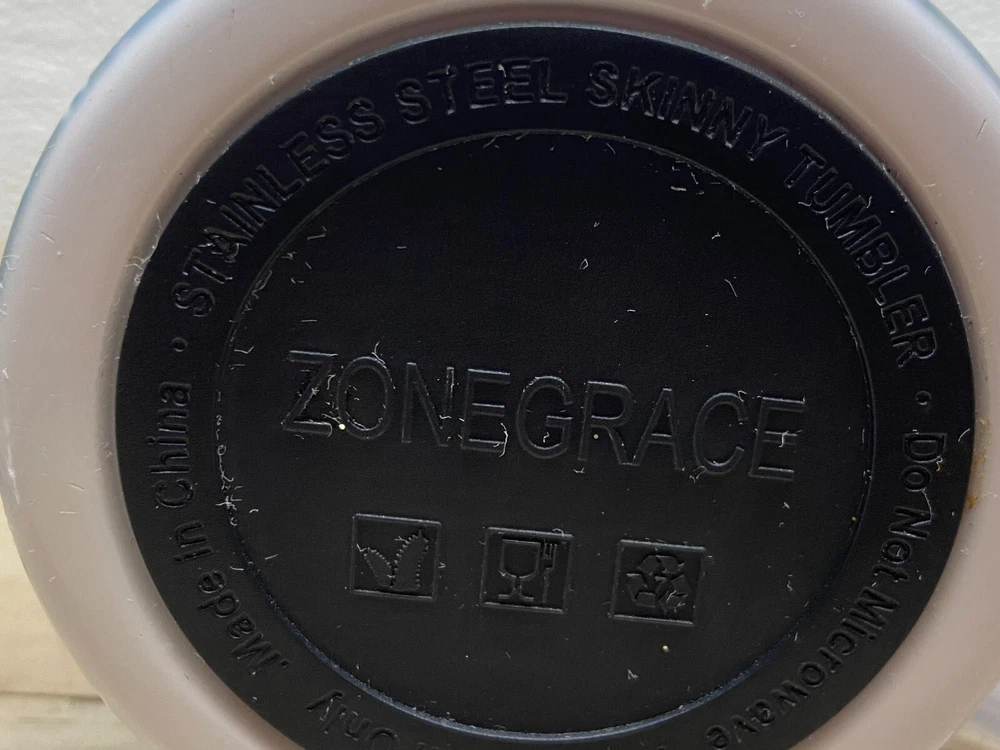 STAINLESS STEEL SKINNY TUMBLER
· Do Not Microwave
Only
.Made in China ·
ZONEGRACE